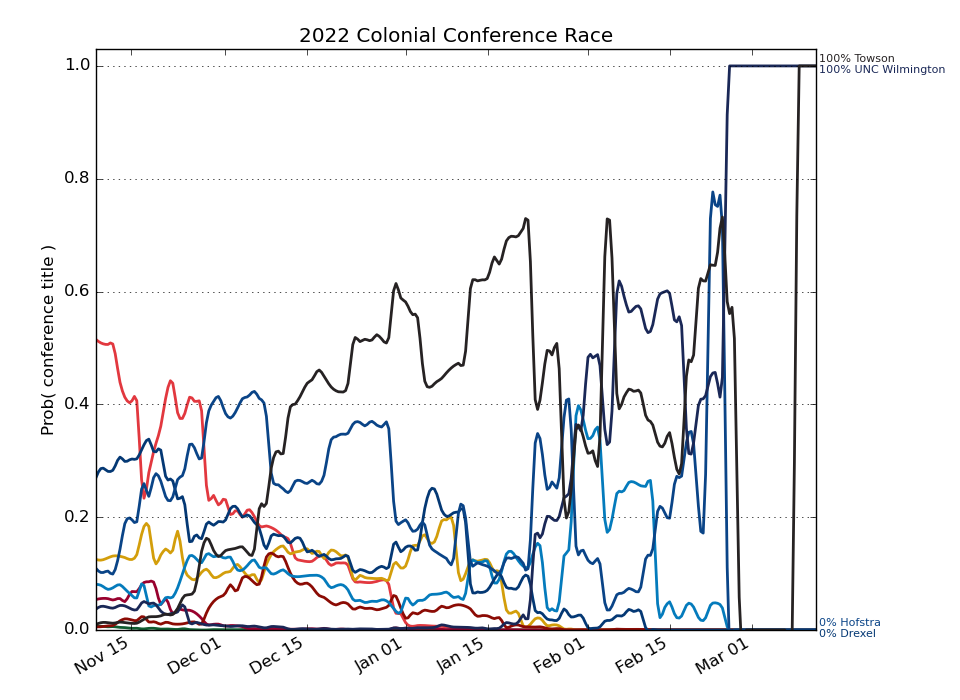 2022 Colonial Conference Race
Prob( conference title )
1.0
0.8
0.6
0.4
0.2
0.0
Nov 15
Dec 01
Dec 15
Jan 01
Jan 15
Feb 01
Feb 15
Mar 01
100% Towson
100% UNC Wilmington
0% Hofstra
0% Drexel